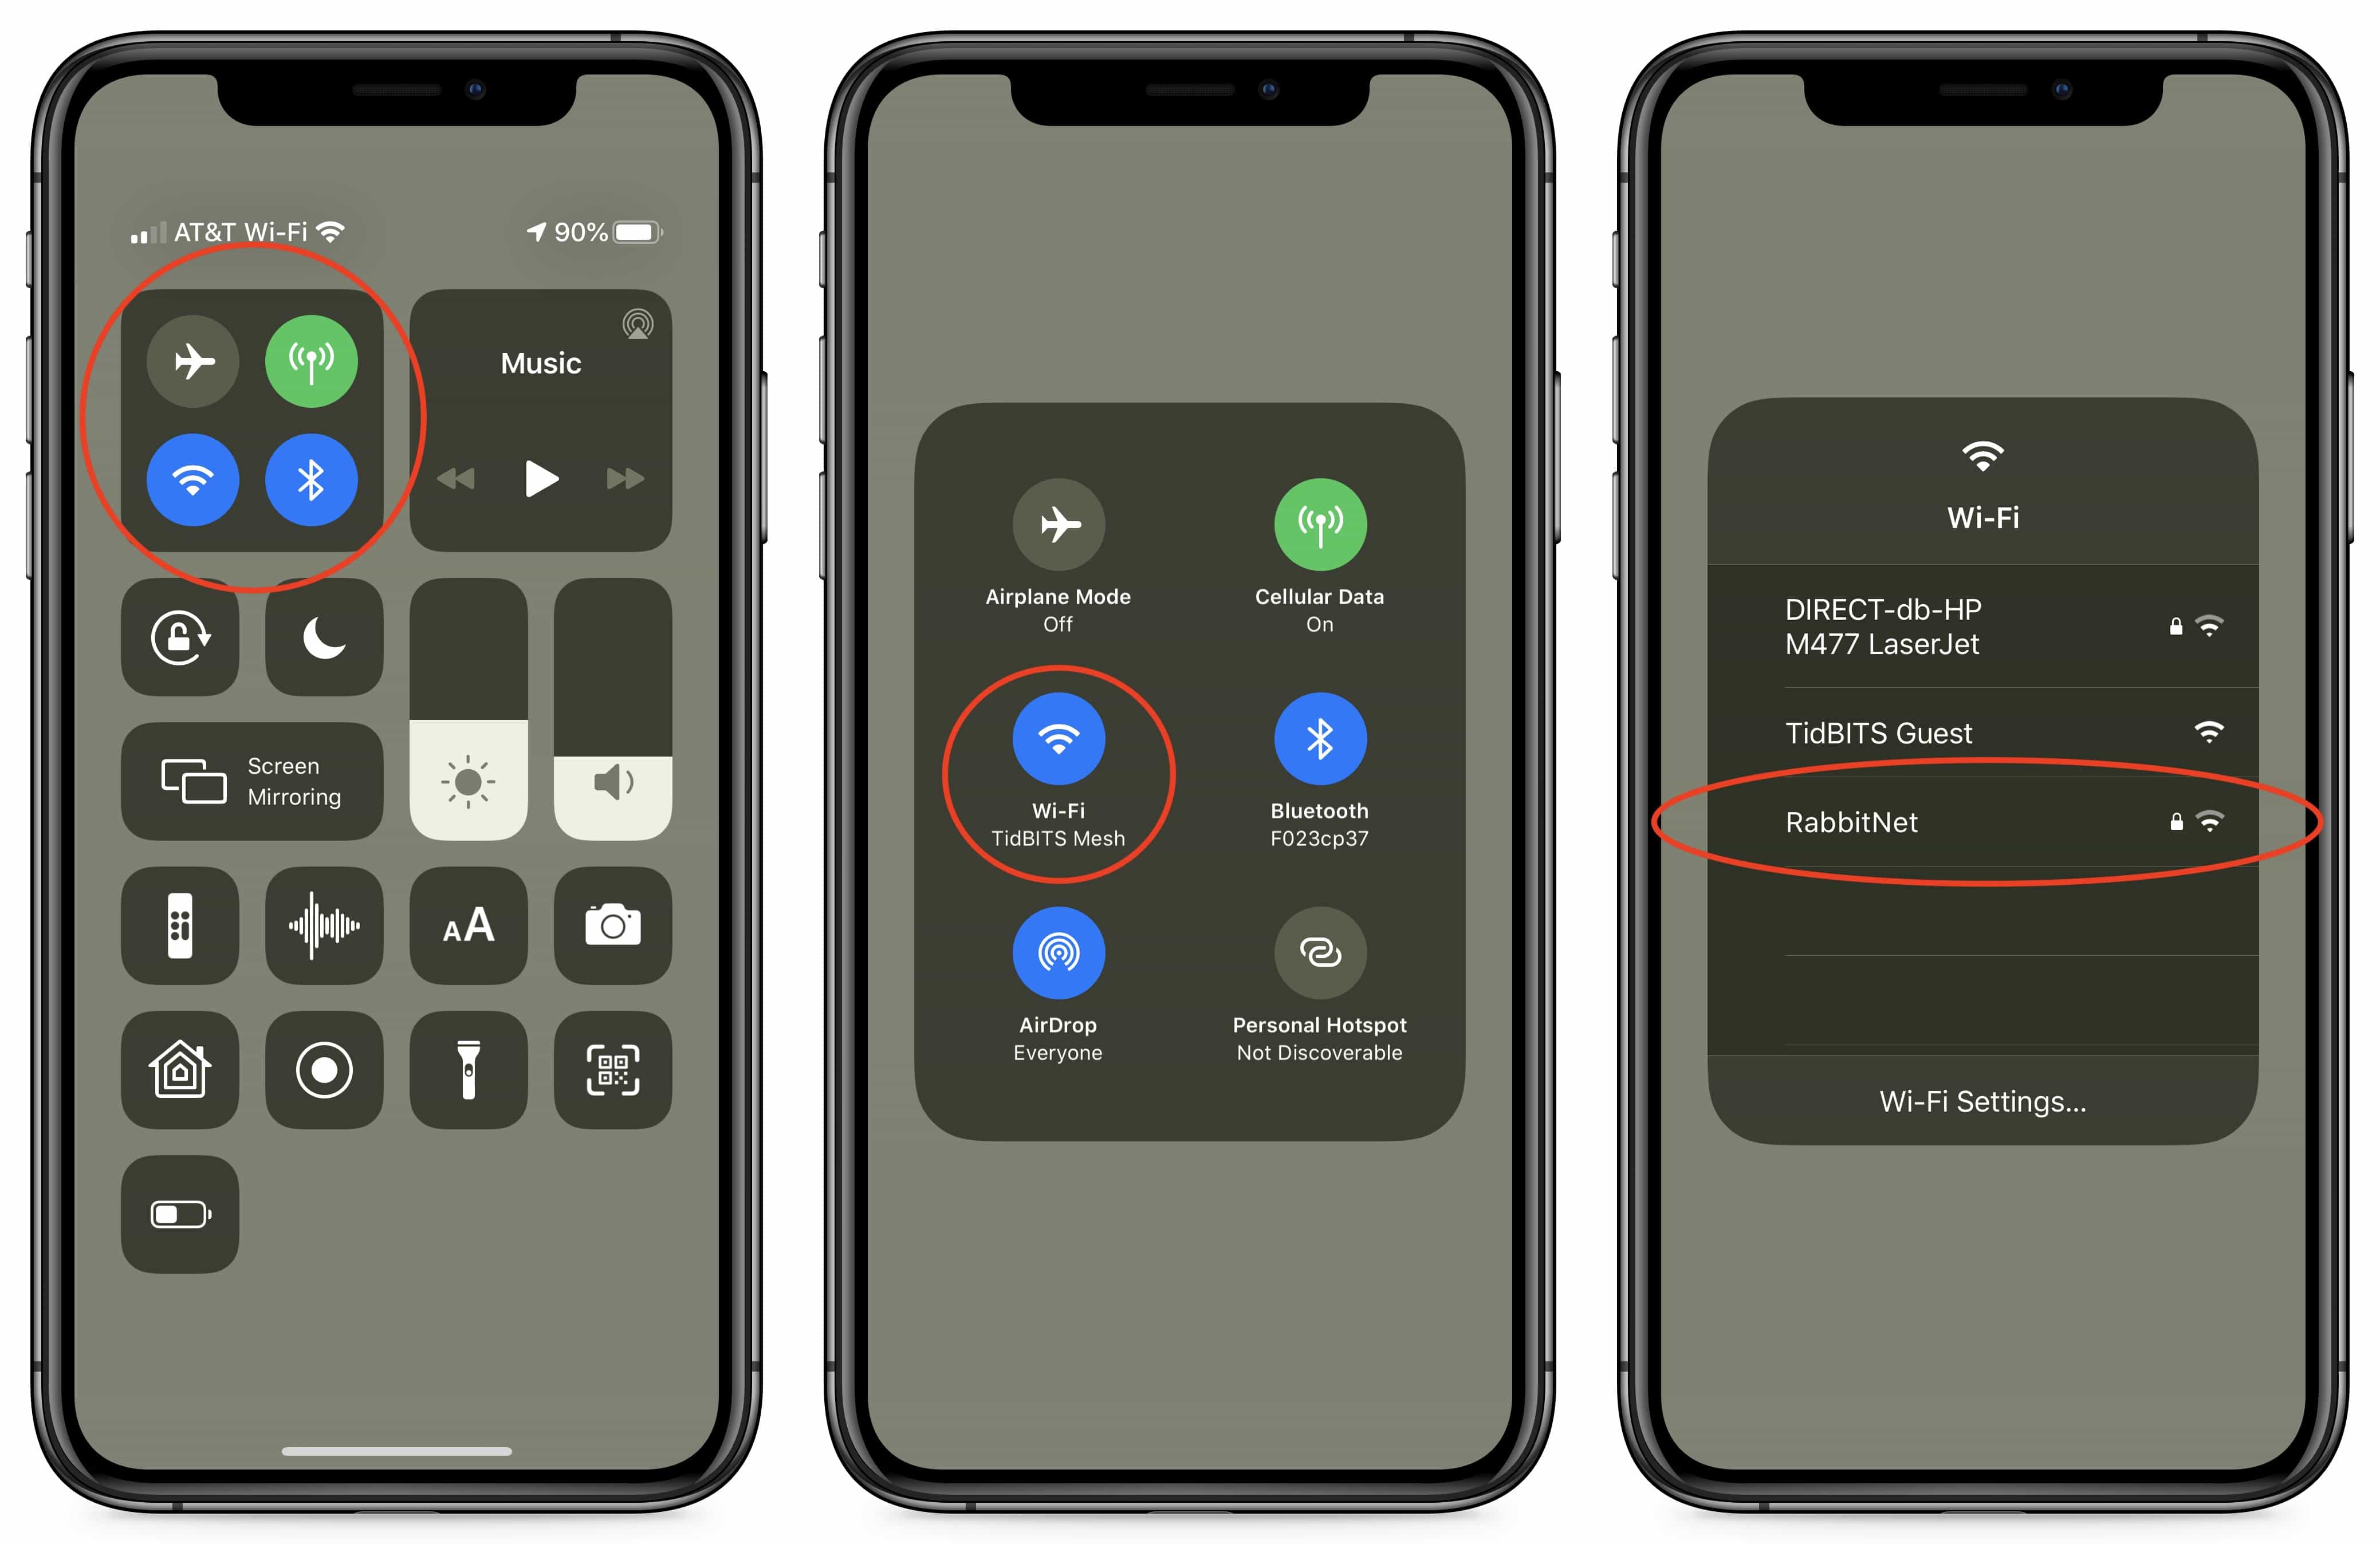 AT&T Wi-Fi
90%
Music
Screen
Mirroring
AA
Airplane Mode
Off
Cellular Data
On
Wi-Fi
TidBITS Mesh
Bluetooth
F023cp37
AirDrop
Everyone
Personal Hotspot
Not Discoverable
Wi-Fi
DIRECT-db-HP
M477 LaserJet
TidBITS Guest
RabbitNet
Wi-Fi Settings...